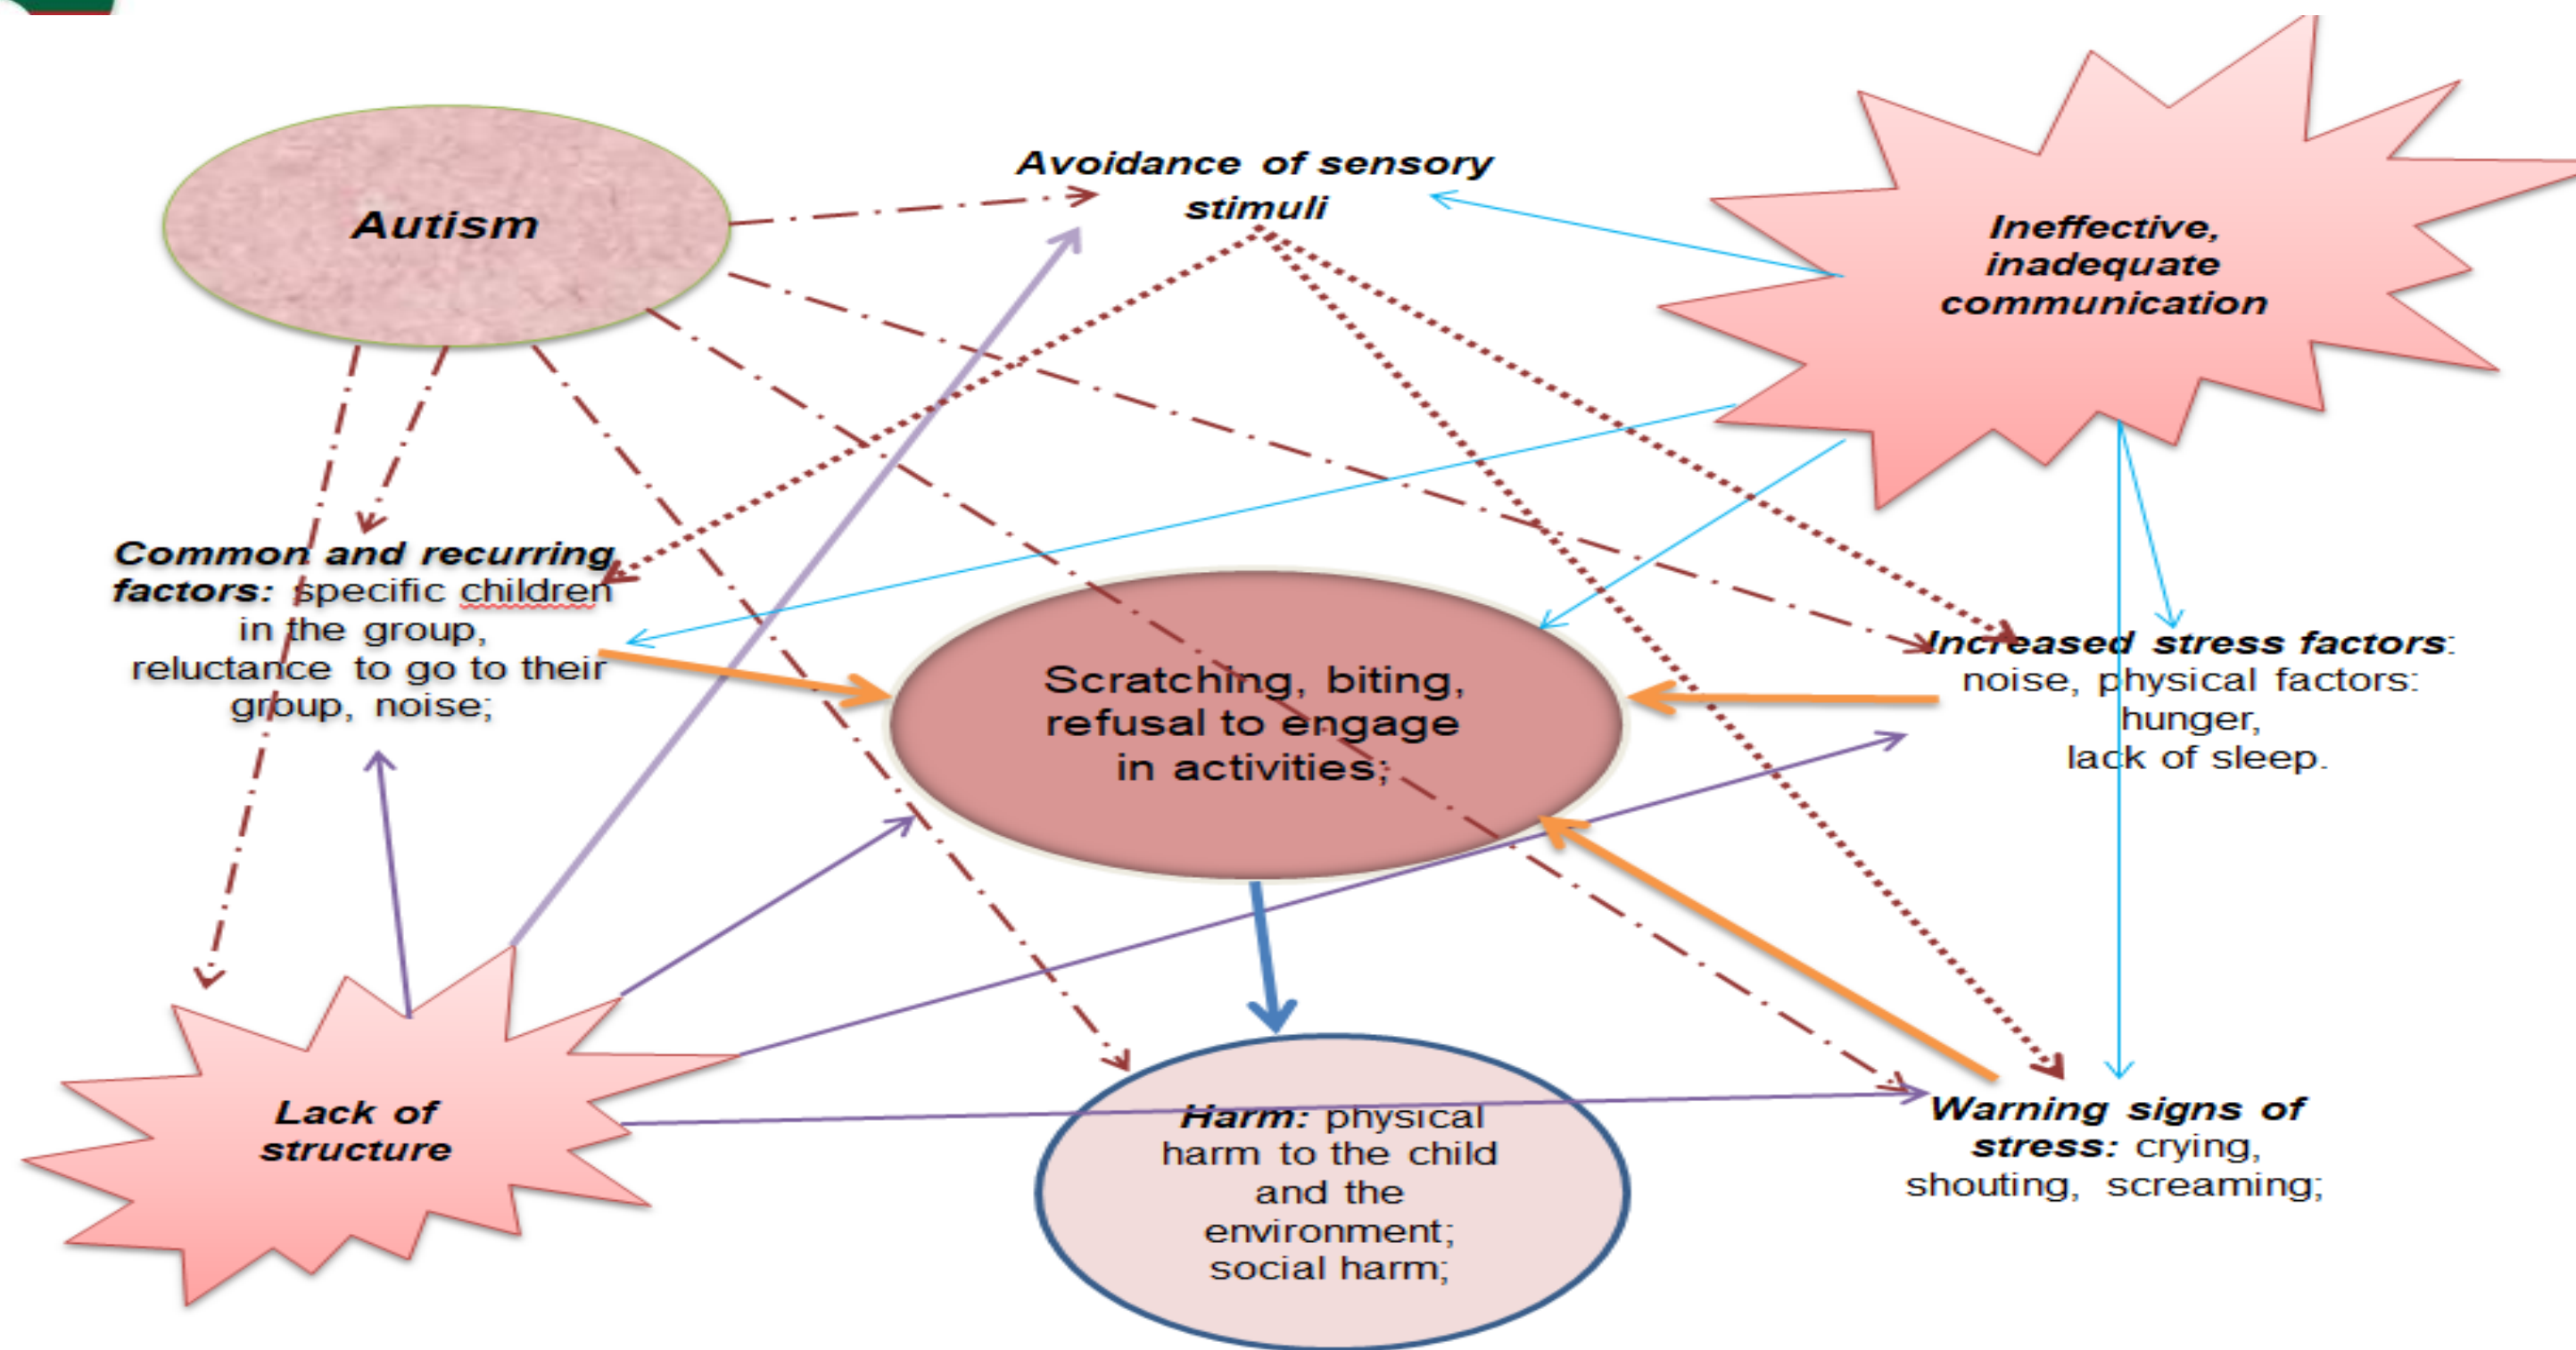 Autism
Avoidance of sensory
stimuli
Ineffective,
inadequate
communication
Common and recurring
factors: specific children
in the group,
reluctance to go to their
group, noise;
Scratching, biting,
refusal to engage
in activities;
Increased stress factors:
noise, physical factors:
hunger,
lack of sleep.
Lack of
structure
Harm: physical
harm to the child
and the
environment;
social harm;
Warning signs of
stress: crying,
shouting, screaming;